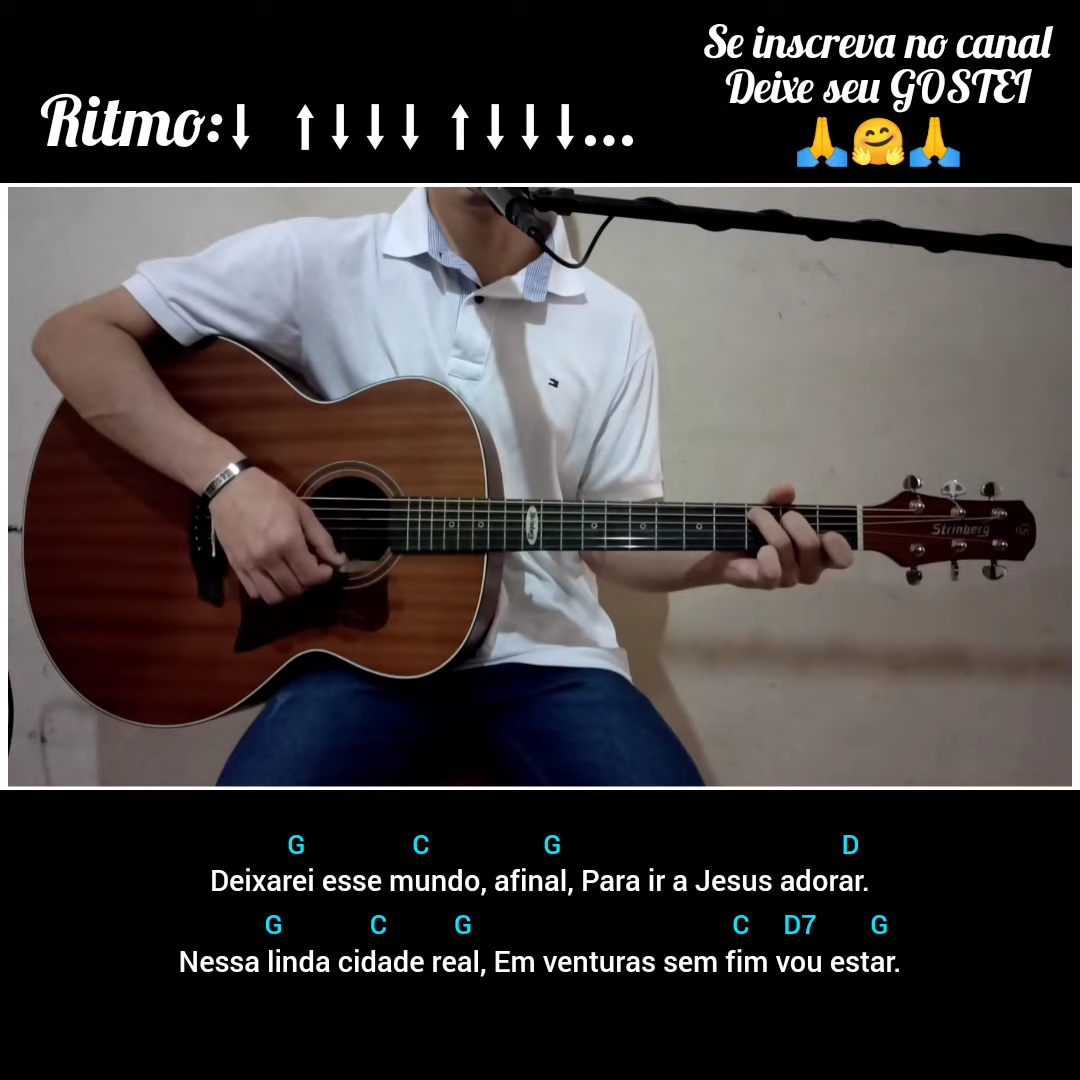 Se inscreva no canal
Deixe seu GOSTEI
🙏🤗🙏
Ritmo:↓ ↑↓↓↓ ↑↓↓↓...
Strinberg
G C G D
Deixarei esse mundo, afinal, Para ir a Jesus adorar.
G C G C D7 G
Nessa linda cidade real, Em venturas sem fim vou estar.